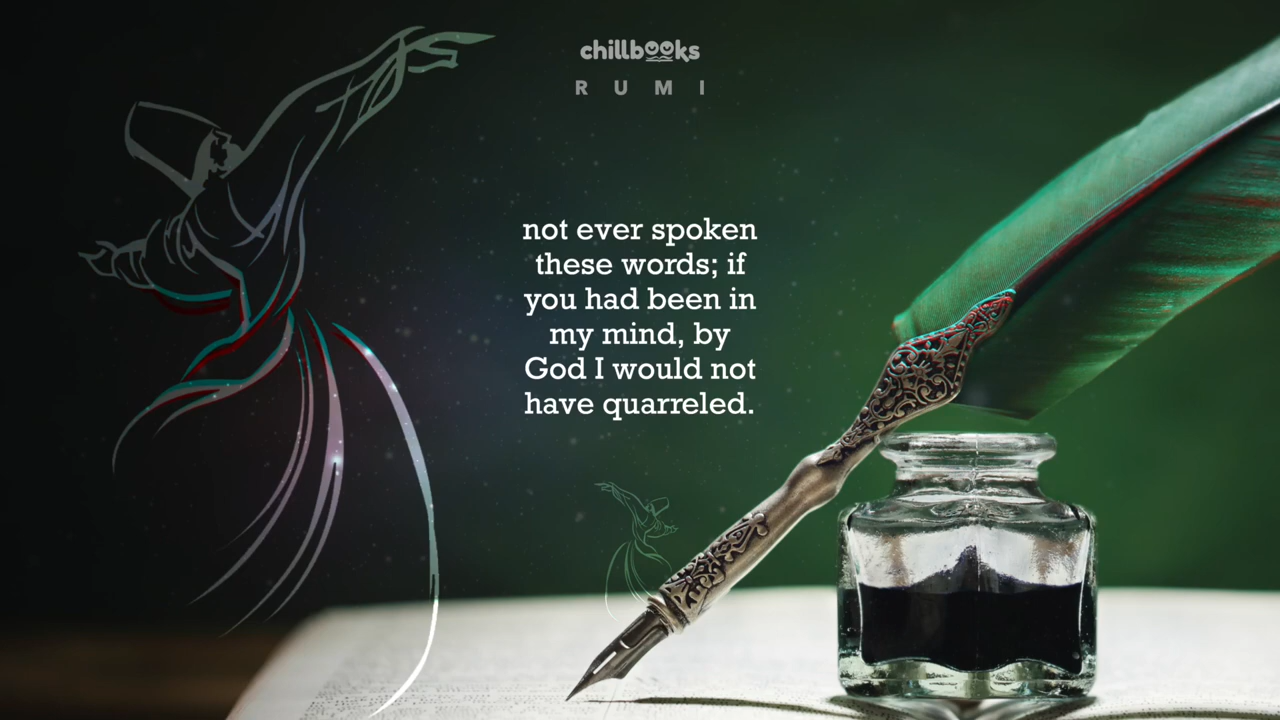 chillbooks
RUMI
not ever spoken
these words; if
you had been in
my mind, by
God I would not
have quarreled.